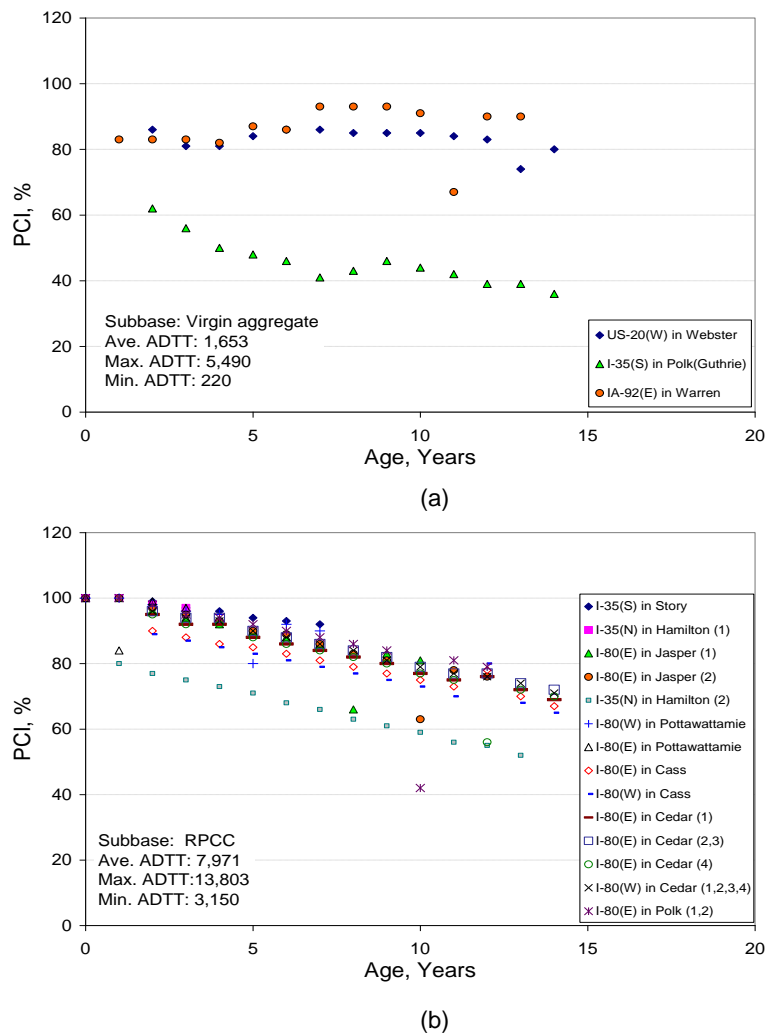 120
100
80
60
40
20
0
PCI, %
Subbase: Virgin aggregate
Ave. ADTT: 1,653
Max. ADTT: 5,490
Min. ADTT: 220
US-20(W) in Webster
I-35(S) in Polk(Guthrie)
IA-92(E) in Warren
0 5 10 15 20
Age, Years
(a)
120
100
80
60
40
20
0
PCI, %
Subbase: RPCC
Ave. ADTT: 7,971
Max. ADTT:13,803
Min. ADTT: 3,150
I-35(S) in Story
I-35(N) in Hamilton (1)
I-80(E) in Jasper (1)
I-80(E) in Jasper (2)
I-35(N) in Hamilton (2)
I-80(W) in Pottawattamie
I-80(E) in Pottawattamie
I-80(E) in Cass
I-80(W) in Cass
I-80(E) in Cedar (1)
I-80(E) in Cedar (2,3)
I-80(E) in Cedar (4)
I-80(W) in Cedar (1,2,3,4)
I-80(E) in Polk (1,2)
0 5 10 15 20
Age, Years
(b)